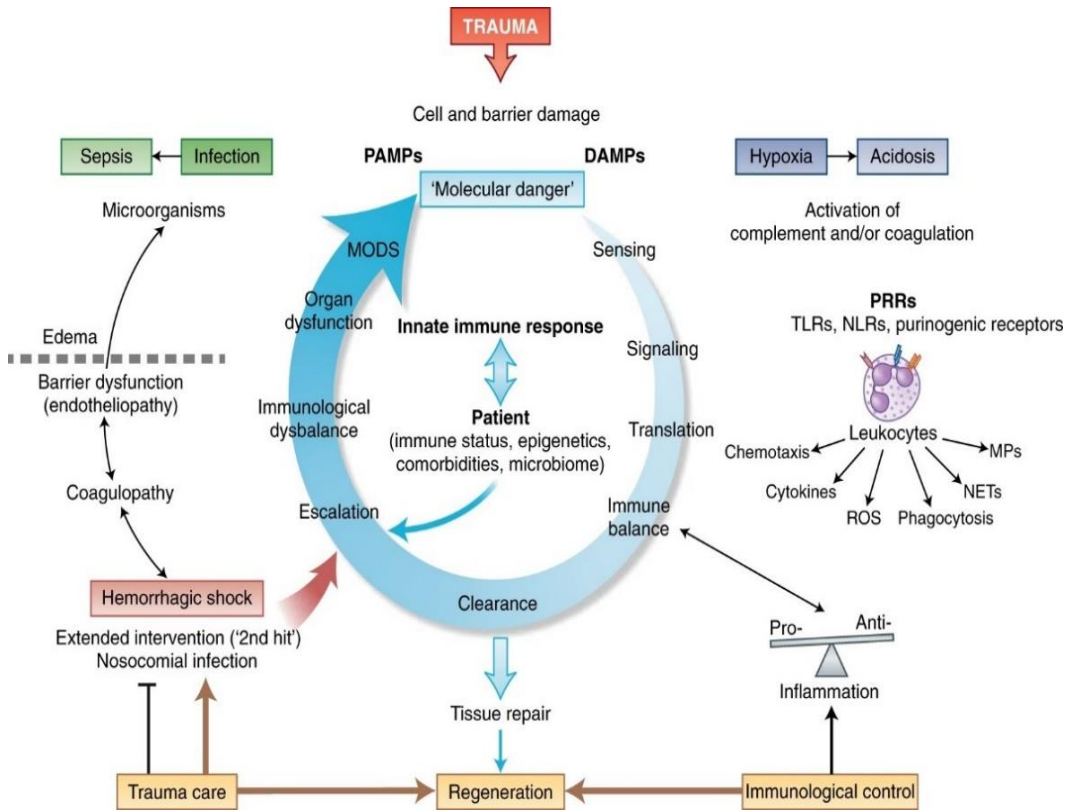 TRAUMA
Cell and barrier damage
PAMPs
DAMPs
'Molecular danger'
Sepsis
Infection
Microorganisms
Edema
Barrier dysfunction
(endotheliopathy)
Coagulopathy
Hemorrhagic shock
Extended intervention ('2nd hit')
Nosocomial infection
MODS
Organ
dysfunction
Immunological
dysbalance
Escalation
Innate immune response
Patient
(immune status, epigenetics,
comorbidities, microbiome)
Sensing
Signaling
Translation
Immune
balance
Clearance
Tissue repair
Hypoxia
Acidosis
Activation of
complement and/or coagulation
PRRs
TLRs, NLRs, purinogenic receptors
Leukocytes
Chemotaxis
Cytokines
ROS
Phagocytosis
NETs
MPs
Pro-
Anti-
Inflammation
Trauma care
Regeneration
Immunological control